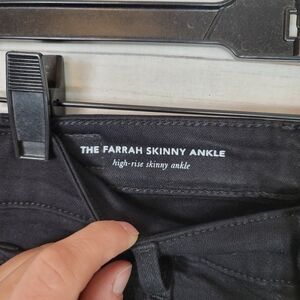 THE FARRAH SKINNY ANKLE
high-rise skinny ankle